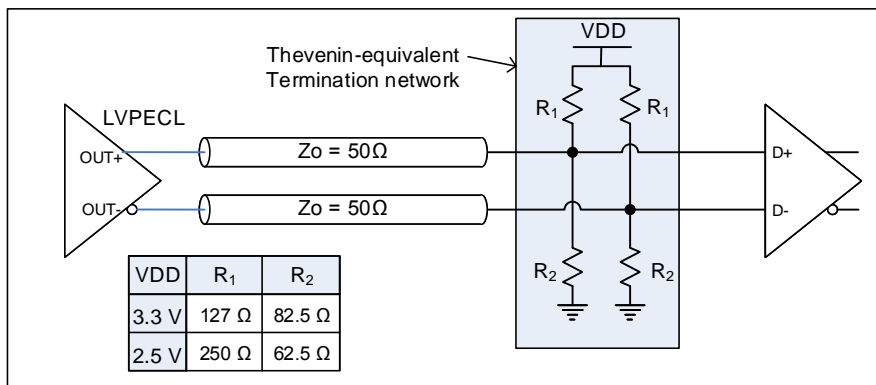 VDD
Thevenin-equivalent
Termination network
R₁ R₁
LVPECL
OUT+ Zo = 50Ω D+
OUT- Zo = 50Ω D-
R₂ R₂
VDD R₁ R₂
3.3 V 127 Ω 82.5 Ω
2.5 V 250 Ω 62.5 Ω